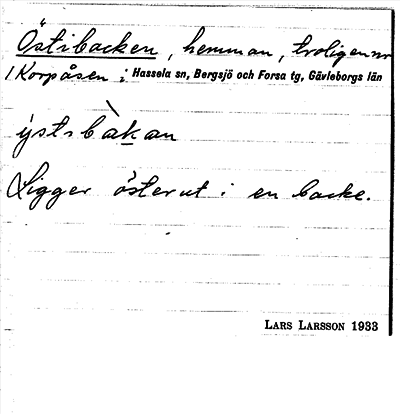 Östibacken, hemman, troligen nr
1 Korpåsen i Hassela sn, Bergsjö och Forsa tg, Gävleborgs län
ÿstsbàkan
Ligger österut i en backe.
LARS LARSSON 1933